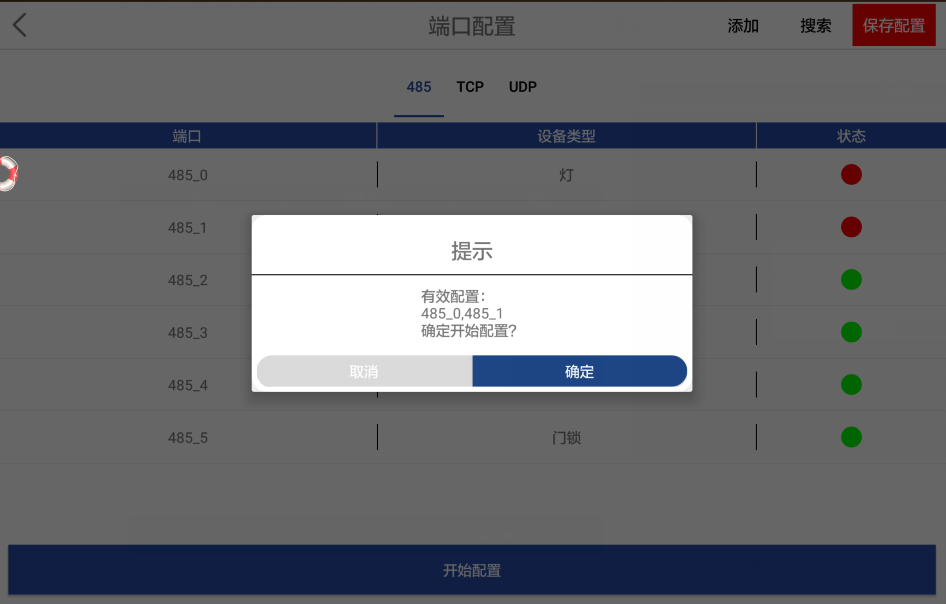 端口配置
添加
搜索
保存配置
485
TCP
UDP
端口
设备类型
状态
485_0
灯
485_1
485_2
485_3
485_4
485_5
门锁
提示
有效配置：
485_0,485_1
确定开始配置?
取消
确定
开始配置